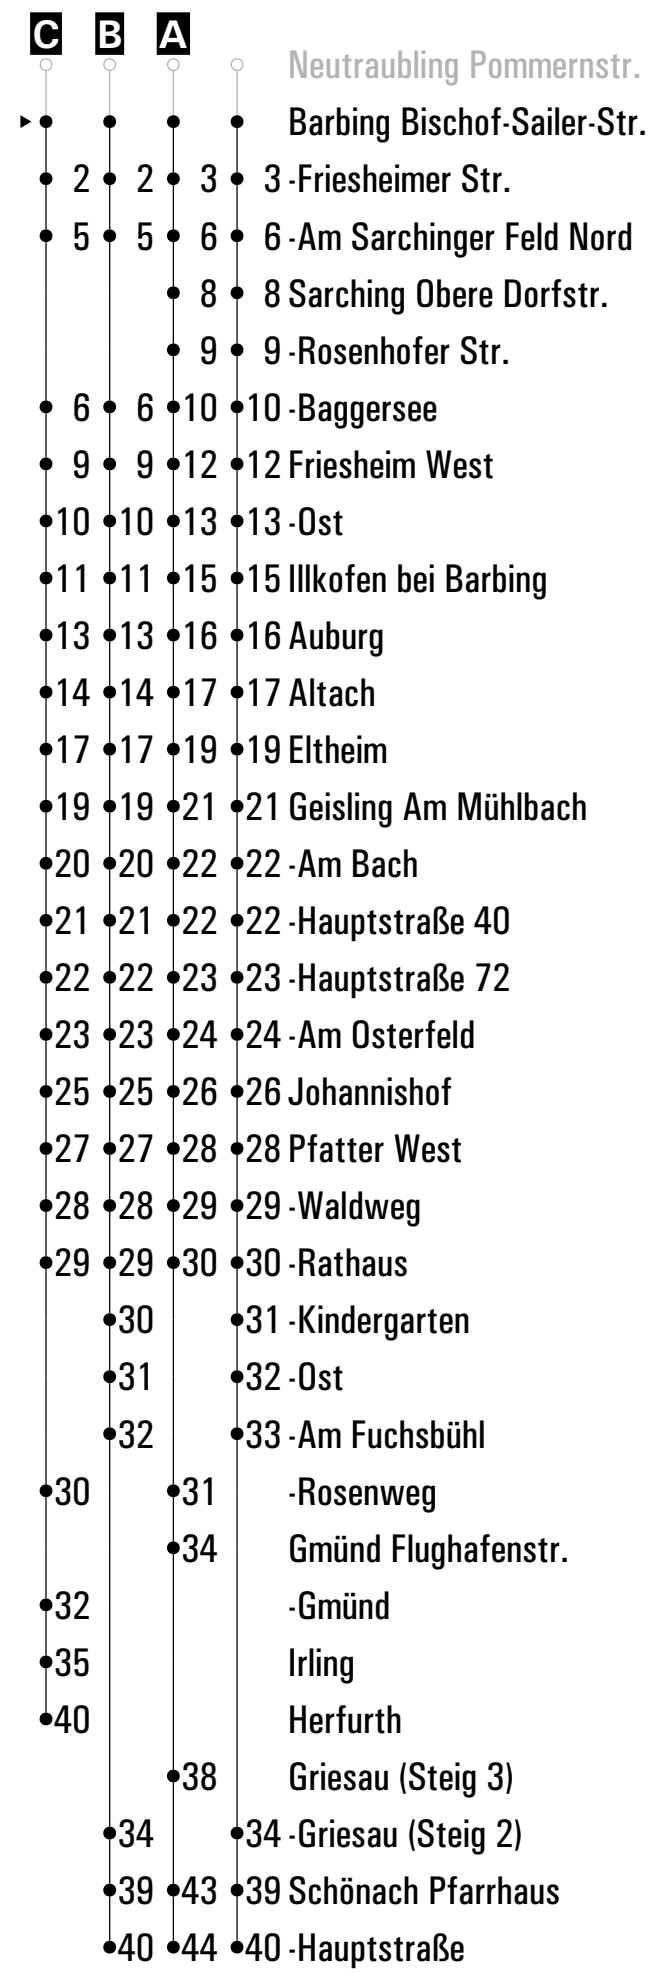 C B A
Neutraubling Pommernstr.
Barbing Bischof-Sailer-Str.
2 2 3 3 -Friesheimer Str.
5 5 6 6 -Am Sarchinger Feld Nord
8 8 Sarching Obere Dorfstr.
9 9 -Rosenhofer Str.
6 6 10 10 -Baggersee
9 9 12 12 Friesheim West
10 10 13 13 -Ost
11 11 15 15 Illkofen bei Barbing
13 13 16 16 Auburg
14 14 17 17 Altach
17 17 19 19 Eltheim
19 19 21 21 Geisling Am Mühlbach
20 20 22 22 -Am Bach
21 21 22 22 -Hauptstraße 40
22 22 23 23 -Hauptstraße 72
23 23 24 24 -Am Osterfeld
25 25 26 26 Johannishof
27 27 28 28 Pfatter West
28 28 29 29 -Waldweg
29 29 30 30 -Rathaus
30 31 -Kindergarten
31 32 -Ost
32 33 -Am Fuchsbühl
30 31 -Rosenweg
34 Gmünd Flughafenstr.
32 -Gmünd
35 Irling
40 Herfurth
38 Griesau (Steig 3)
34 34 -Griesau (Steig 2)
39 43 39 Schönach Pfarrhaus
40 44 40 -Hauptstraße